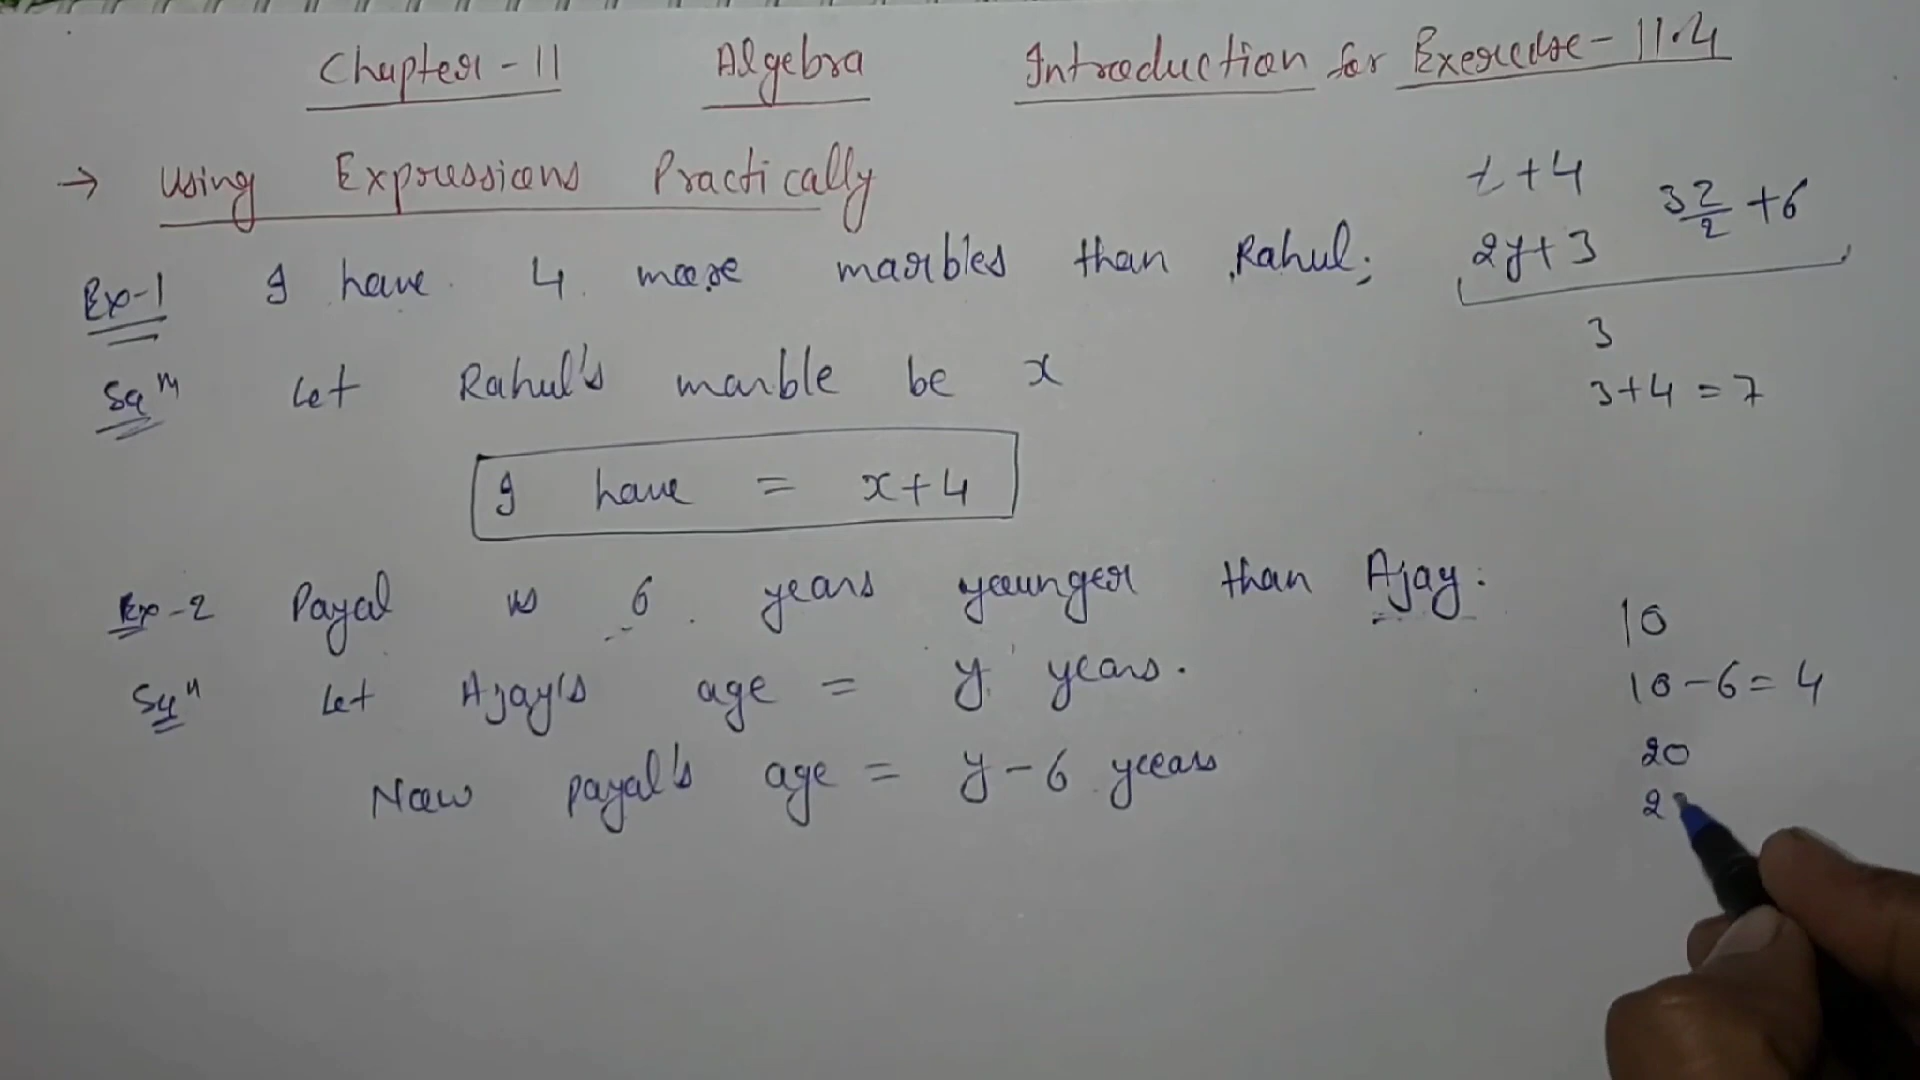 Chapter - 11 Algebra Introduction for Exercise - 11.4
→ Using Expressions Practically
Ex-1 I have 4 more marbles than Rahul.
Solⁿ Let Rahul's marble be x
I have = x+4
Ex-2 Payal is 6 years younger than Ajay.
Solⁿ Let Ajay's age = y years.
Now Payal's age = y-6 years
x+4
2y+3
3z/2 +6
3
3+4 = 7
10
10-6 = 4
20
2